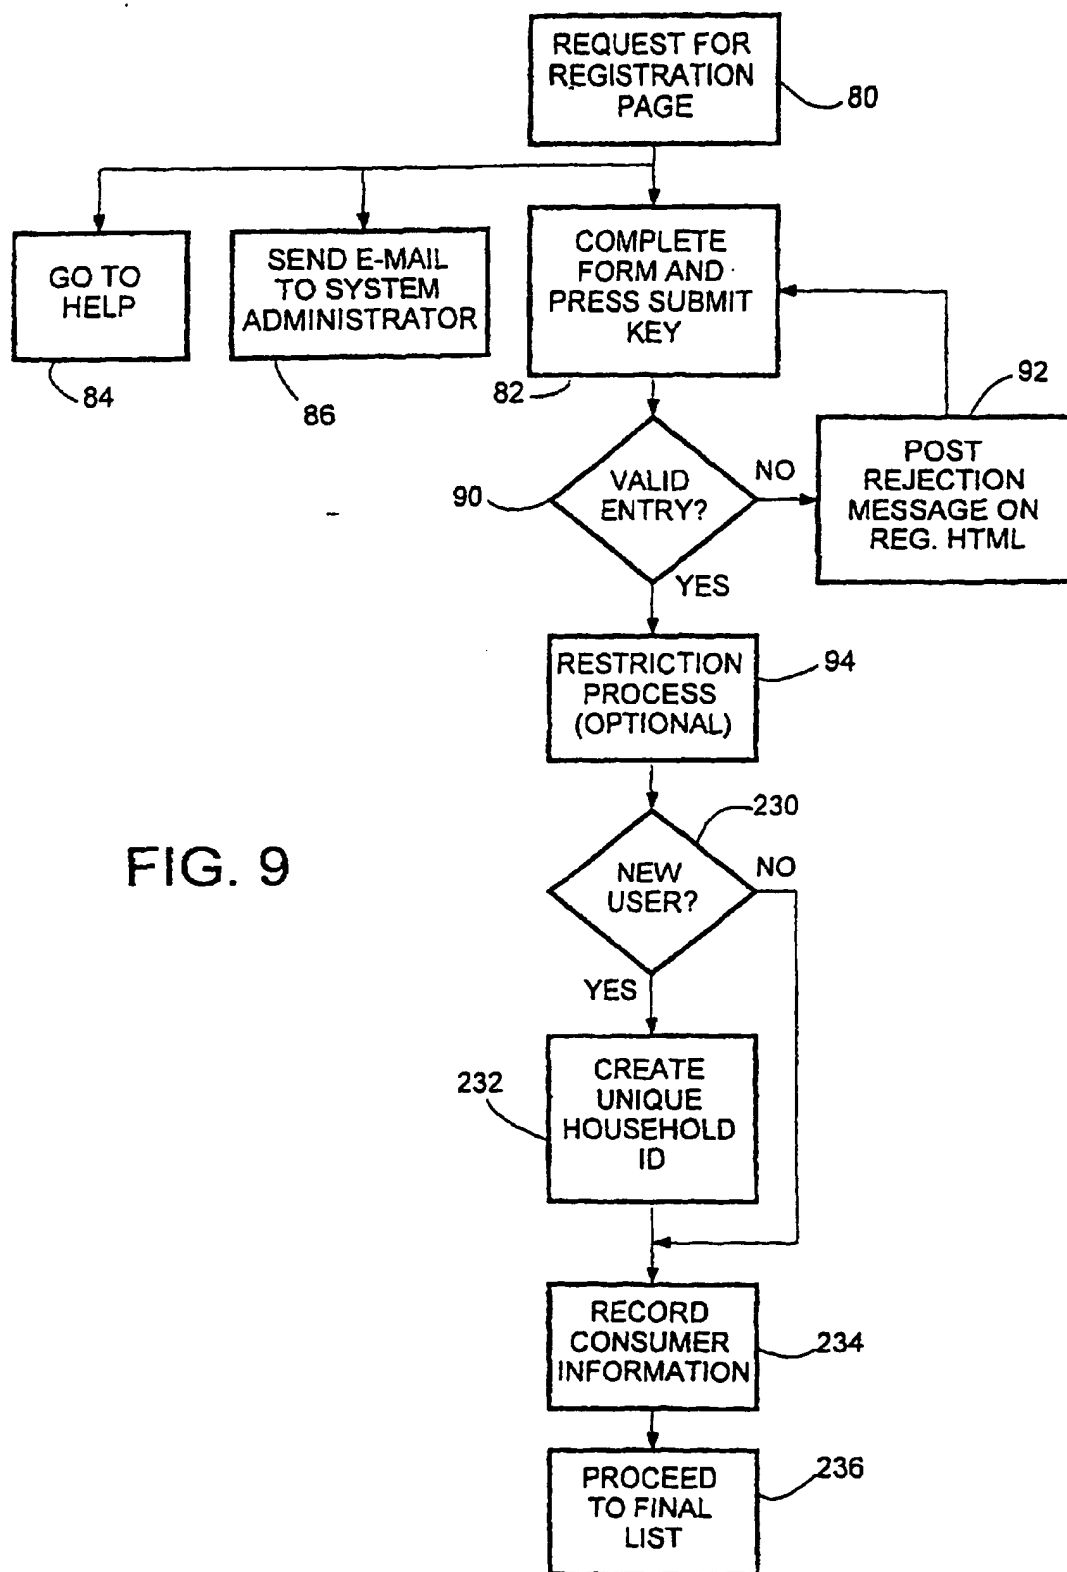 REQUEST FOR
REGISTRATION
PAGE
80
GO TO
HELP
84
SEND E-MAIL
TO SYSTEM
ADMINISTRATOR
86
COMPLETE
FORM AND
PRESS SUBMIT
KEY
82
92
POST
REJECTION
MESSAGE ON
REG. HTML
90
VALID
ENTRY?
NO
YES
RESTRICTION
PROCESS
(OPTIONAL)
94
230
NEW
USER?
NO
YES
FIG. 9
232
CREATE
UNIQUE
HOUSEHOLD
ID
RECORD
CONSUMER
INFORMATION
234
PROCEED
TO FINAL
LIST
236